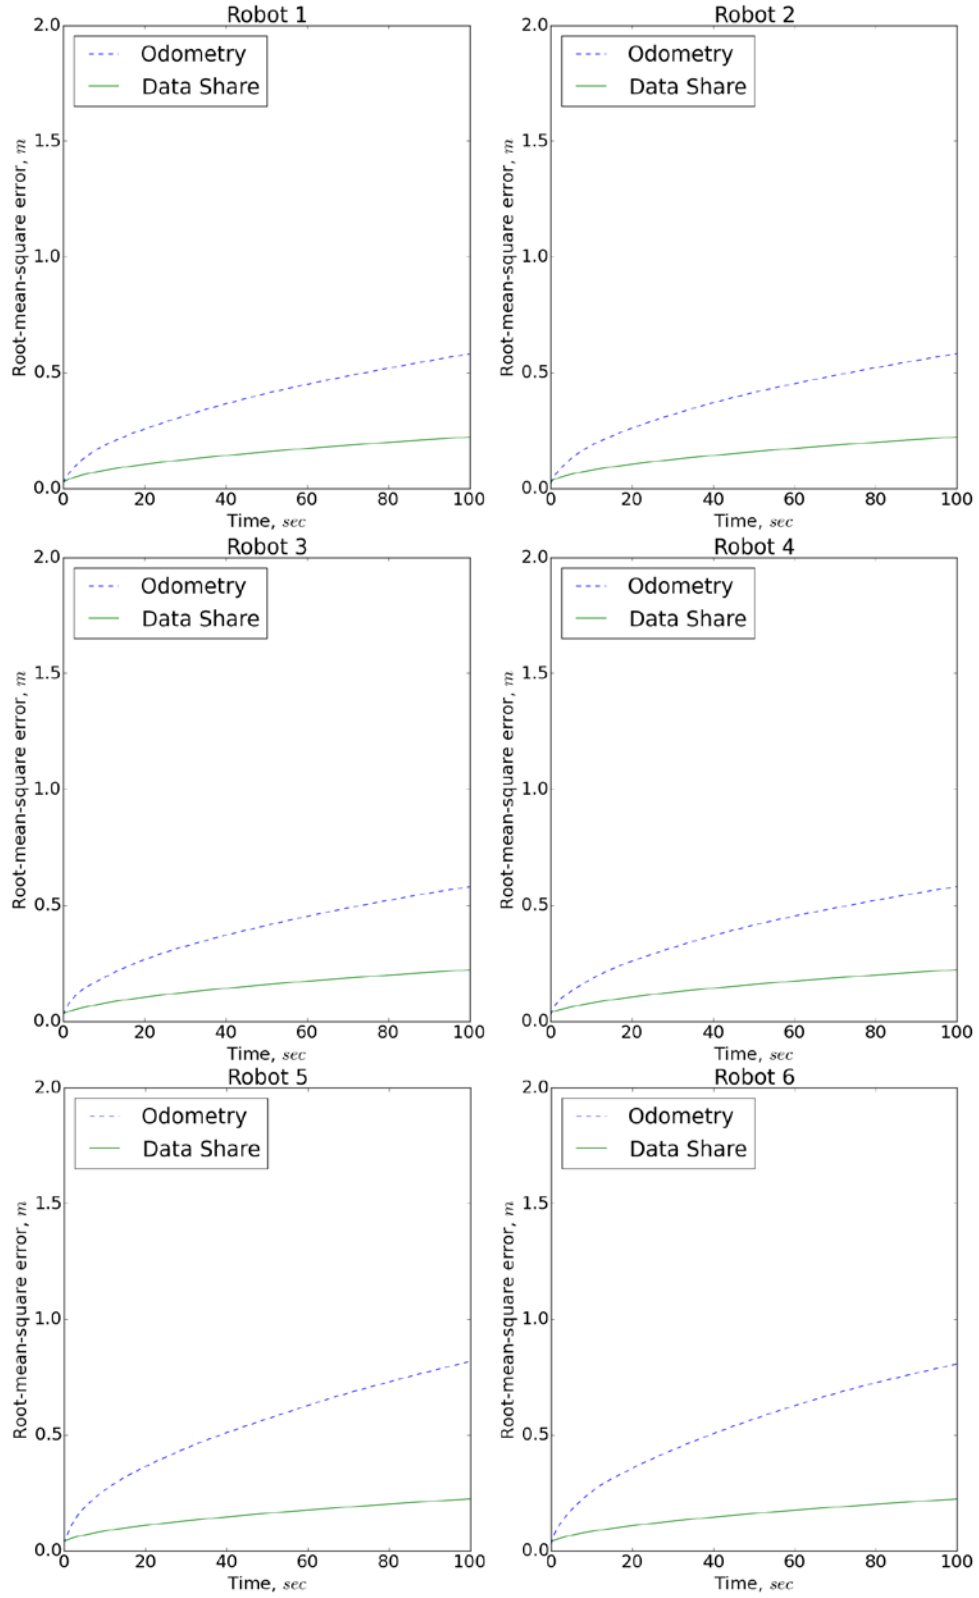 Robot 1
2.0
Odometry
Data Share
1.5
1.0
0.5
0.0
Root-mean-square error, m
0 20 40 60 80 100
Time, sec
Robot 2
2.0
Odometry
Data Share
1.5
1.0
0.5
0.0
Root-mean-square error, m
0 20 40 60 80 100
Time, sec
Robot 3
2.0
Odometry
Data Share
1.5
1.0
0.5
0.0
Root-mean-square error, m
0 20 40 60 80 100
Time, sec
Robot 4
2.0
Odometry
Data Share
1.5
1.0
0.5
0.0
Root-mean-square error, m
0 20 40 60 80 100
Time, sec
Robot 5
2.0
Odometry
Data Share
1.5
1.0
0.5
0.0
Root-mean-square error, m
0 20 40 60 80 100
Time, sec
Robot 6
2.0
Odometry
Data Share
1.5
1.0
0.5
0.0
Root-mean-square error, m
0 20 40 60 80 100
Time, sec